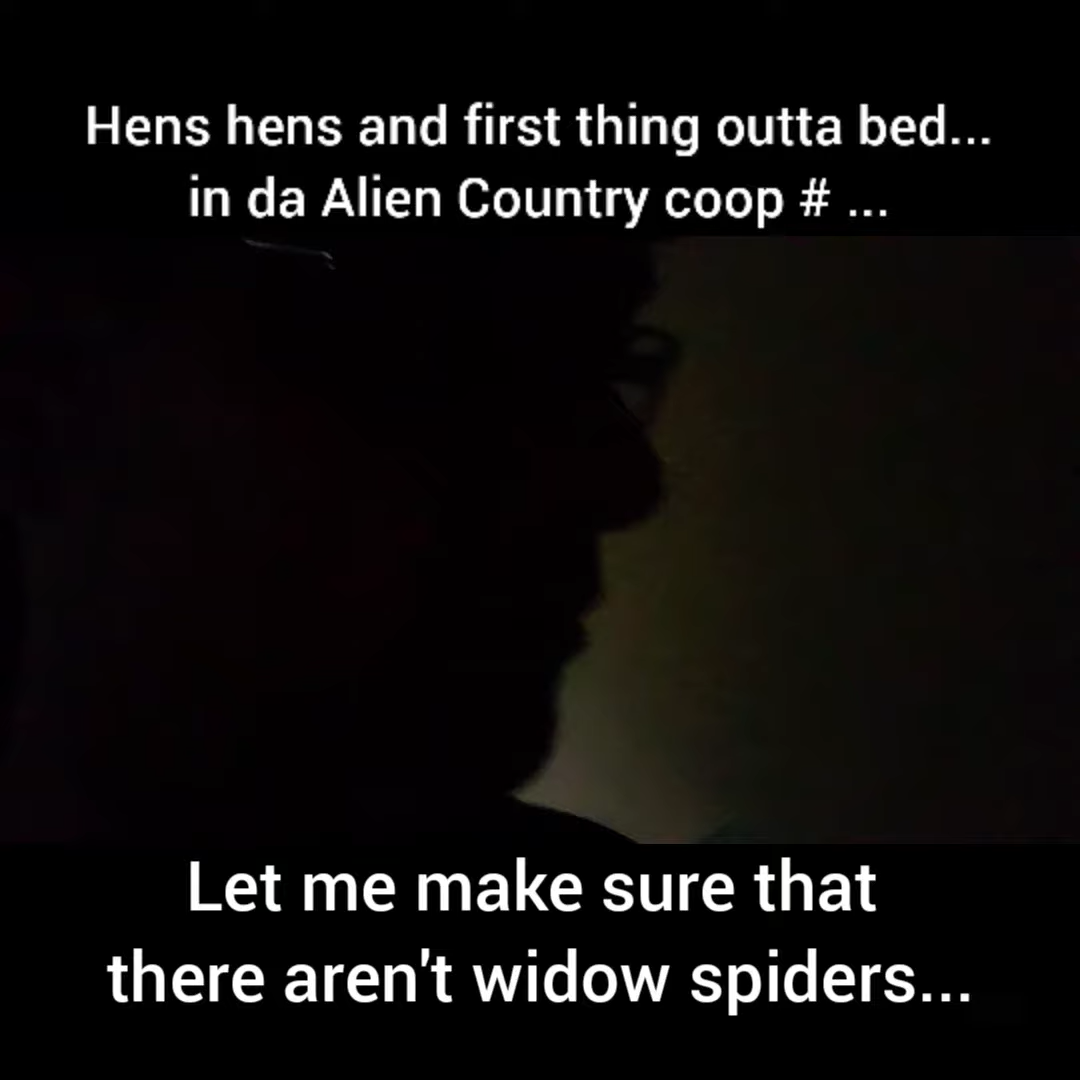 Hens hens and first thing outta bed...
in da Alien Country coop # ...
Let me make sure that
there aren't widow spiders...